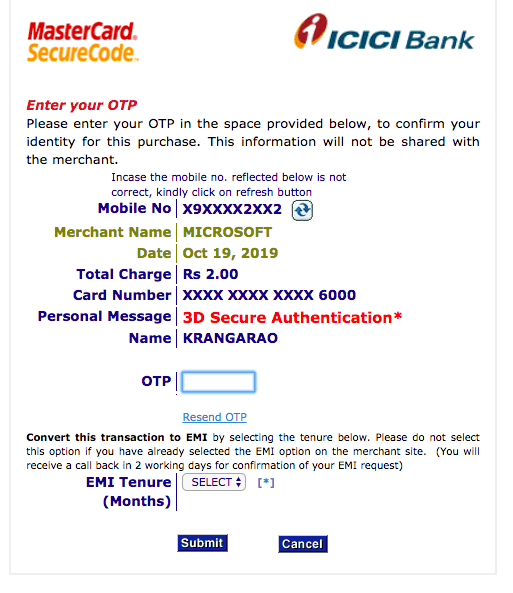 MasterCard.
SecureCode™
ICICI Bank
Enter your OTP
Please enter your OTP in the space provided below, to confirm your
identity for this purchase. This information will not be shared with
the merchant.
Incase the mobile no. reflected below is not
correct, kindly click on refresh button
Mobile No X9XXXX2XX2
Merchant Name MICROSOFT
Date Oct 19, 2019
Total Charge Rs 2.00
Card Number XXXX XXXX XXXX 6000
Personal Message 3D Secure Authentication*
Name KRANGARAO
OTP
Resend OTP
Convert this transaction to EMI by selecting the tenure below. Please do not select
this option if you have already selected the EMI option on the merchant site. (You will
receive a call back in 2 working days for confirmation of your EMI request)
EMI Tenure SELECT [*]
(Months)
Submit Cancel